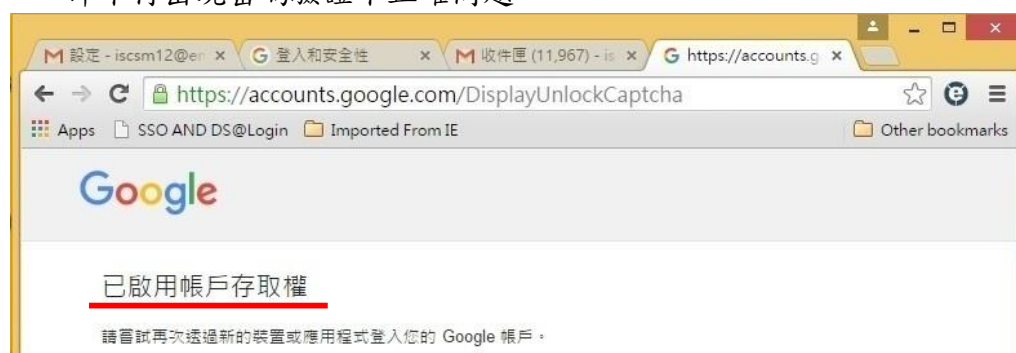 設定 - iscsm12@en
登入和安全性
收件匣 (11,967) - is
https://accounts.g
https://accounts.google.com/DisplayUnlockCaptcha
Apps
SSO AND DS@Login
Imported From IE
Other bookmarks
Google
已啟用帳戶存取權
請嘗試再次透過新的裝置或應用程式登入您的 Google 帳戶。